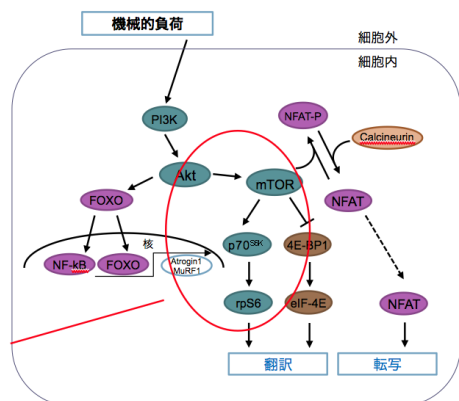 機械的負荷
細胞外
細胞内
PI3K
NFAT-P
Calcineurin
Akt
mTOR
FOXO
NFAT
核
NF-kB
FOXO
Atrogin1
MuRF1
p70S6K
4E-BP1
rpS6
eIF-4E
NFAT
翻訳
転写